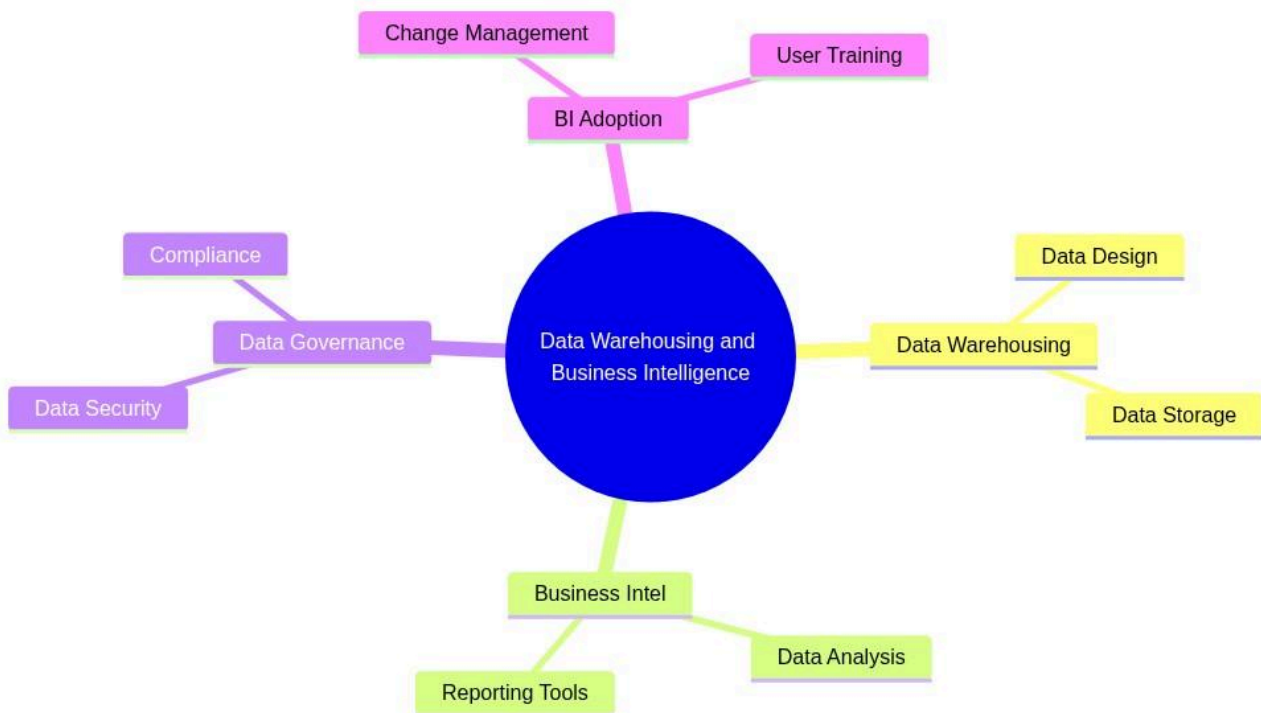 Change Management
User Training
BI Adoption
Compliance
Data Design
Data Governance
Data Warehousing and
Business Intelligence
Data Warehousing
Data Security
Data Storage
Business Intel
Data Analysis
Reporting Tools